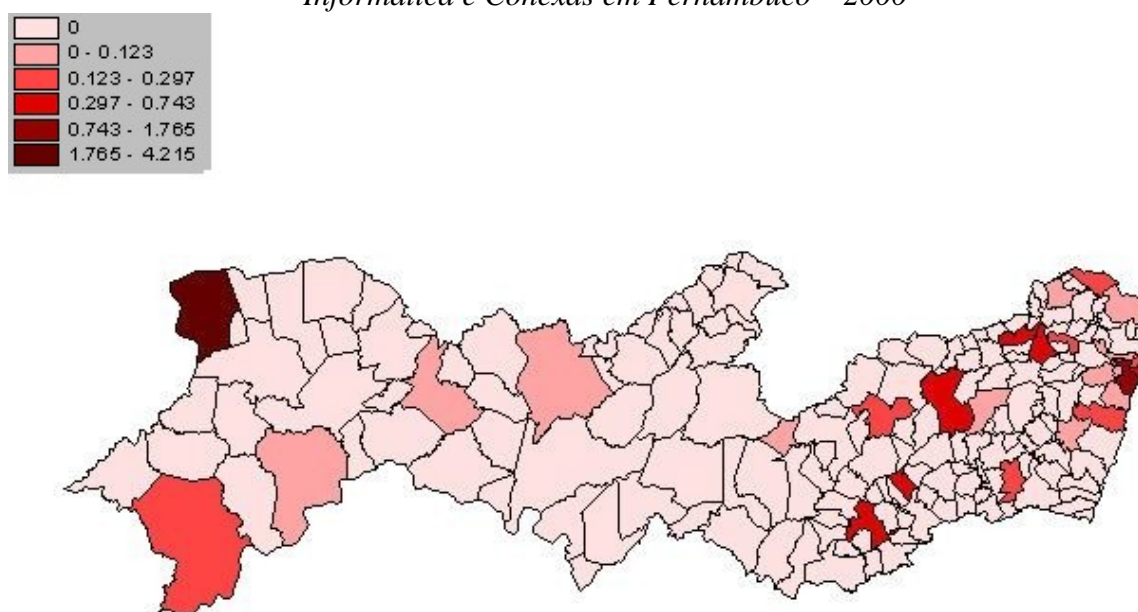 Informática e Conexas em Pernambuco – 2000
0
0 - 0.123
0.123 - 0.297
0.297 - 0.743
0.743 - 1.765
1.765 - 4.215